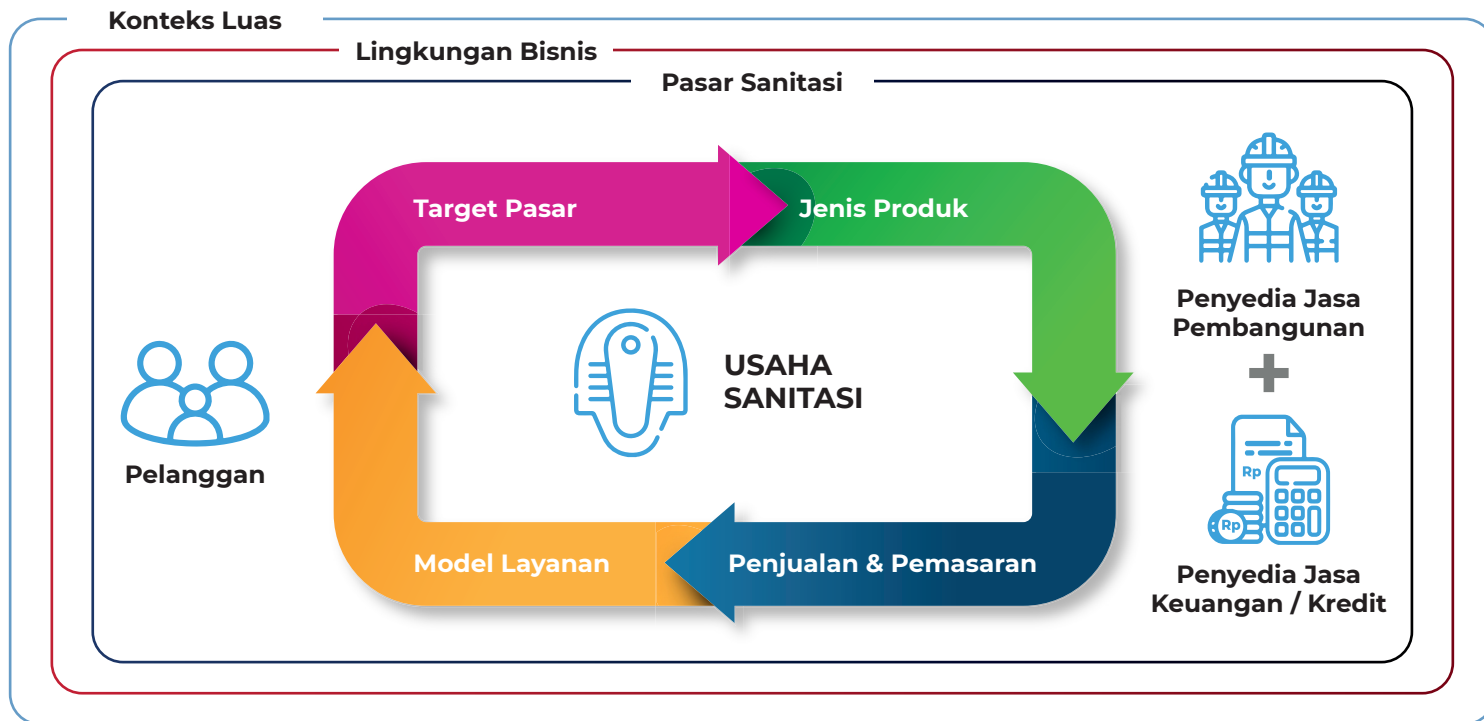 Konteks Luas
Lingkungan Bisnis
Pasar Sanitasi
Target Pasar
Jenis Produk
Penyedia Jasa
Pembangunan
USAHA
SANITASI
Pelanggan
Rp
Rp
Model Layanan
Penjualan & Pemasaran
Penyedia Jasa
Keuangan / Kredit